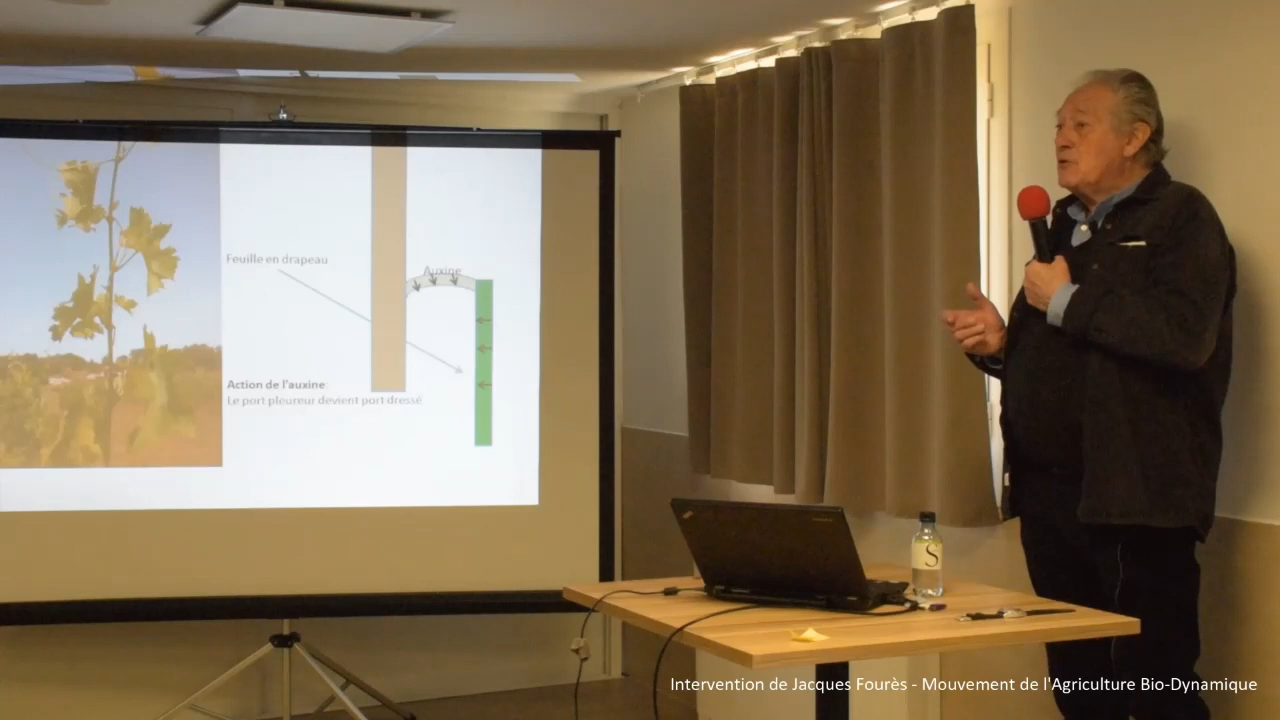 Feuille en drapeau
Auxine
Action de l'auxine:
Le port pleureur devient port dressé
S
Intervention de Jacques Fourès - Mouvement de l'Agriculture Bio-Dynamique